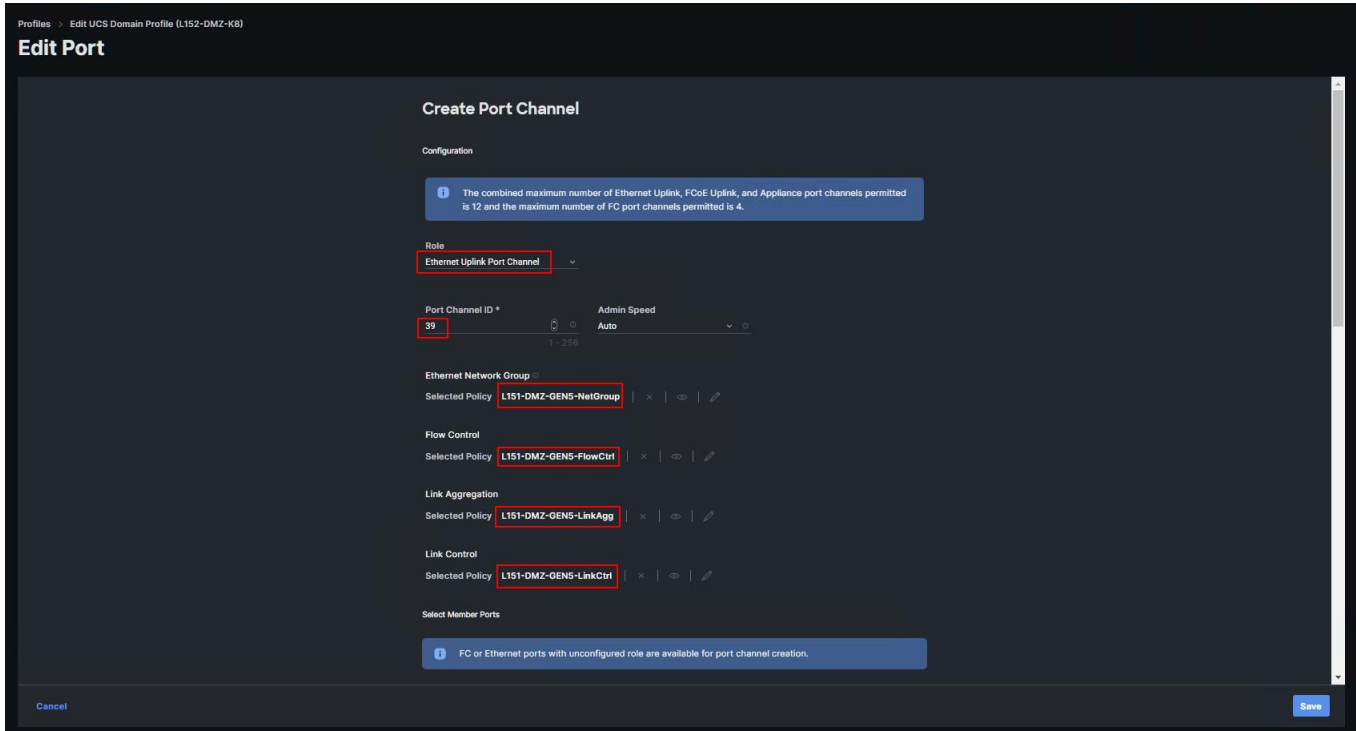 Profiles > Edit UCS Domain Profile (L152-DMZ-K8)
Edit Port
Create Port Channel
Configuration
The combined maximum number of Ethernet Uplink, FCoE Uplink, and Appliance port channels permitted
is 12 and the maximum number of FC port channels permitted is 4.
Role
Ethernet Uplink Port Channel
Port Channel ID * Admin Speed
39 Auto
1 - 256
Ethernet Network Group
Selected Policy L151-DMZ-GEN5-NetGroup
Flow Control
Selected Policy L151-DMZ-GEN5-FlowCtrl
Link Aggregation
Selected Policy L151-DMZ-GEN5-LinkAgg
Link Control
Selected Policy L151-DMZ-GEN5-LinkCtrl
Select Member Ports
FC or Ethernet ports with unconfigured role are available for port channel creation.
Cancel Save